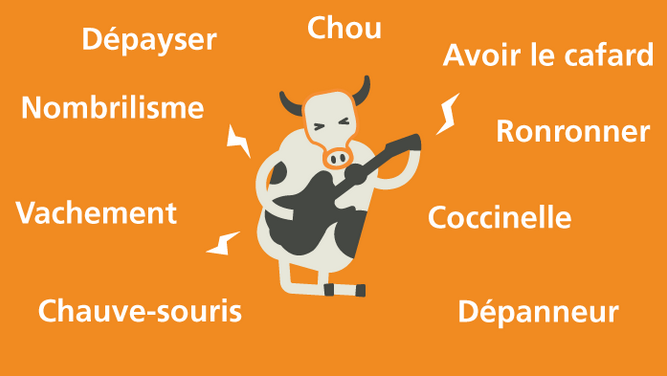 Dépayser
Chou
Avoir le cafard
Nombrilisme
Ronronner
Vachement
Coccinelle
Chauve-souris
Dépanneur